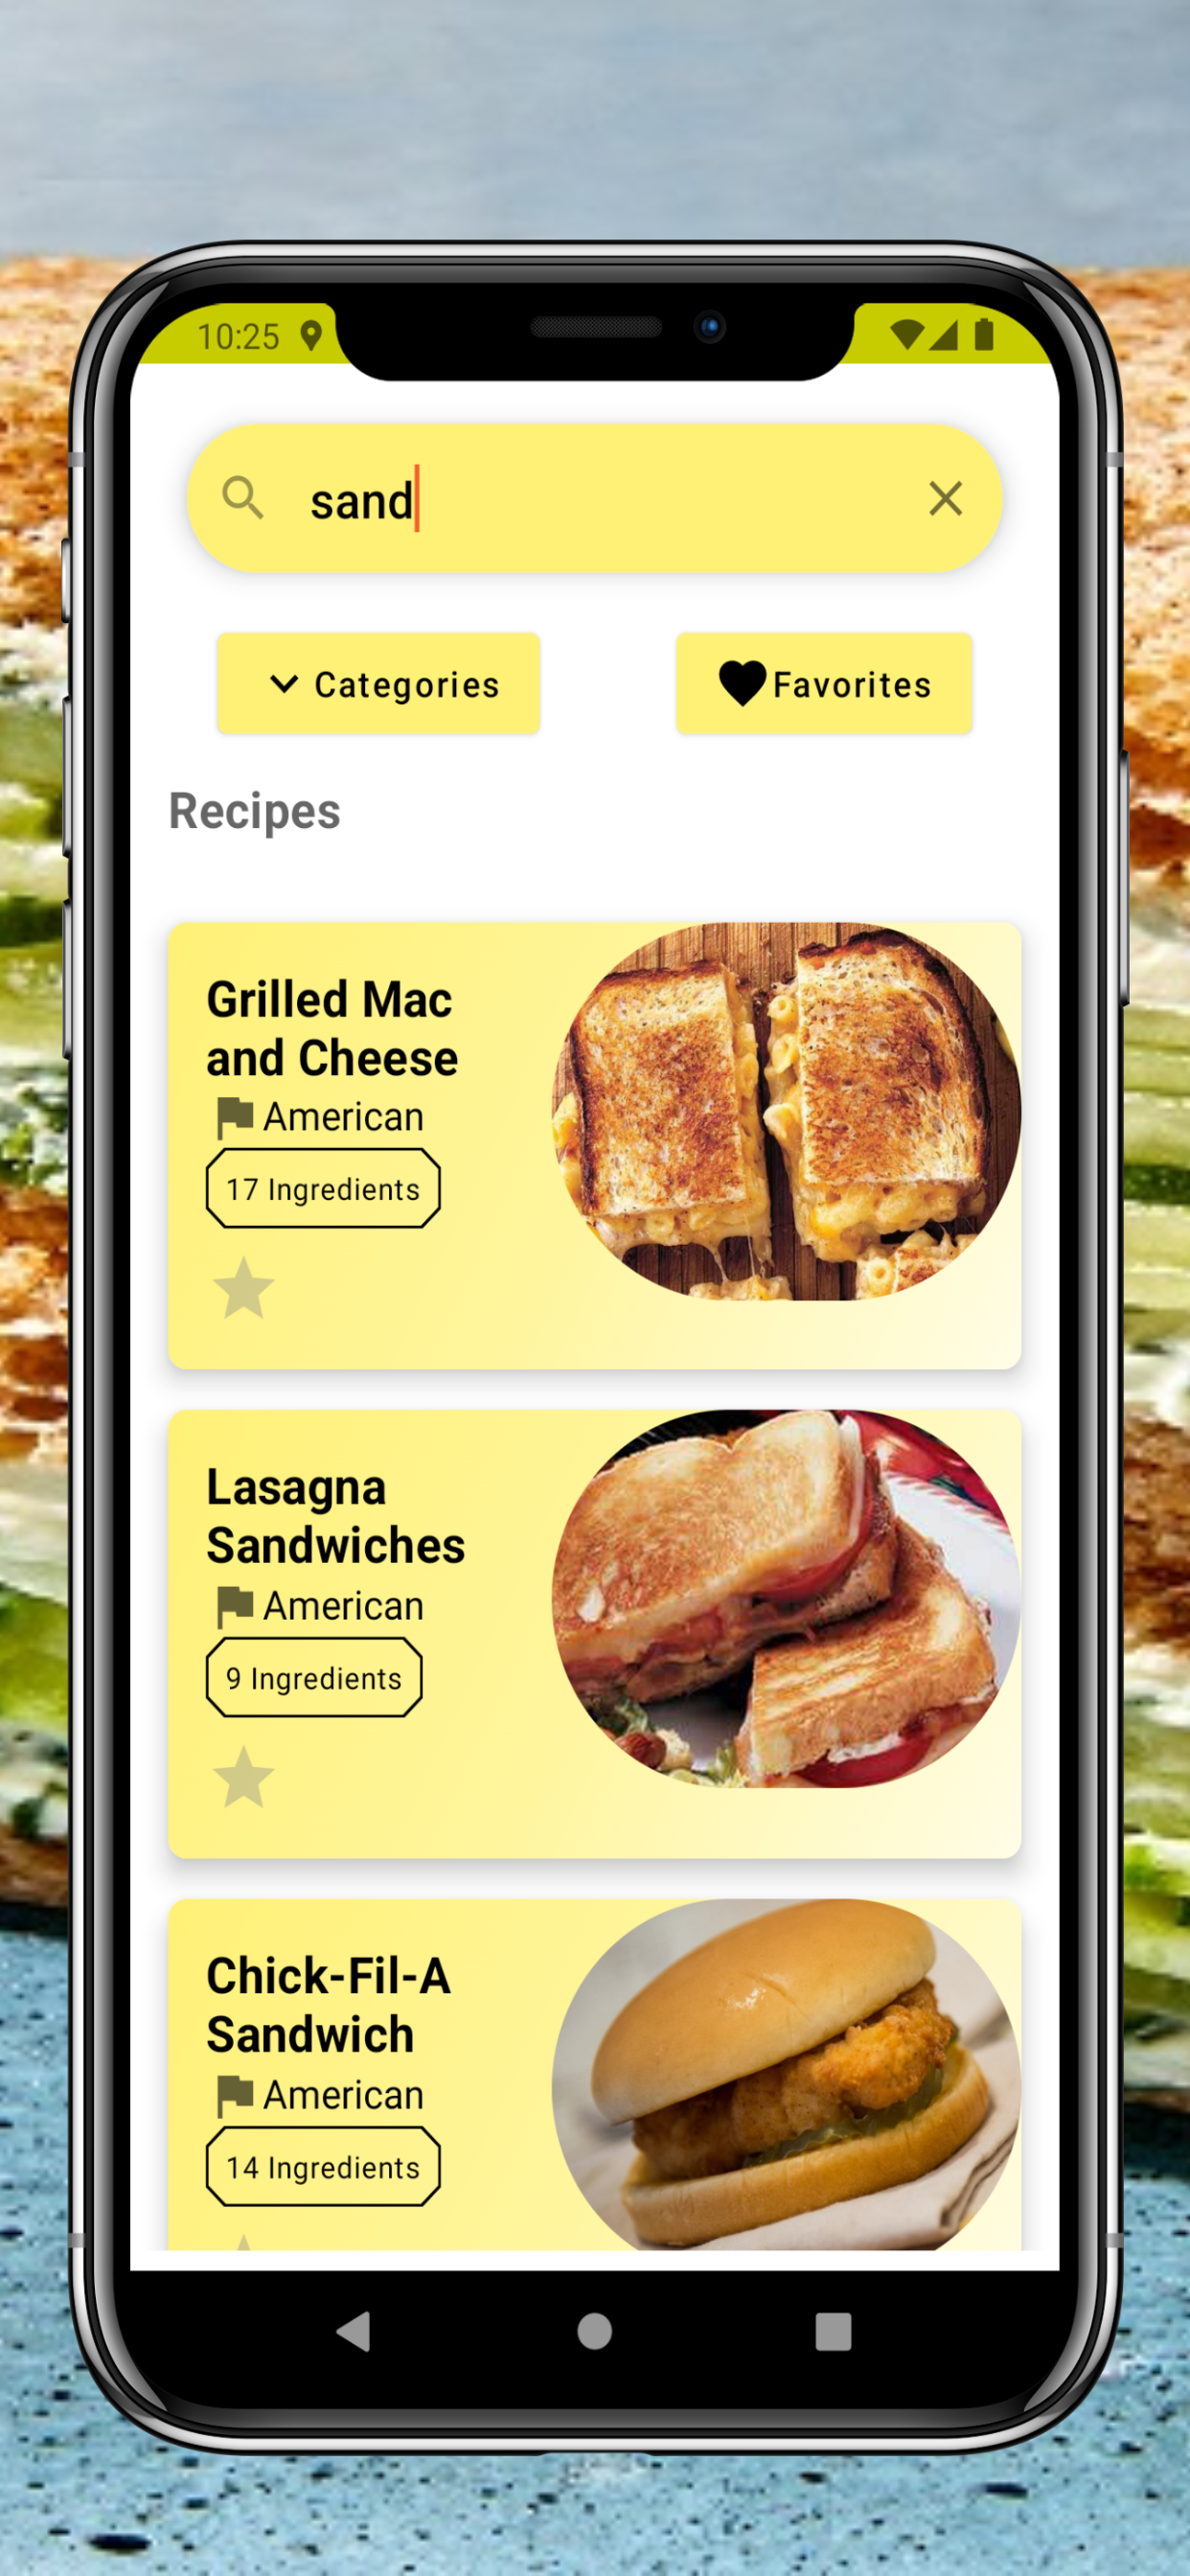 10:25
sand
Categories
Favorites
Recipes
Grilled Mac
and Cheese
American
17 Ingredients
Lasagna
Sandwiches
American
9 Ingredients
Chick-Fil-A
Sandwich
American
14 Ingredients